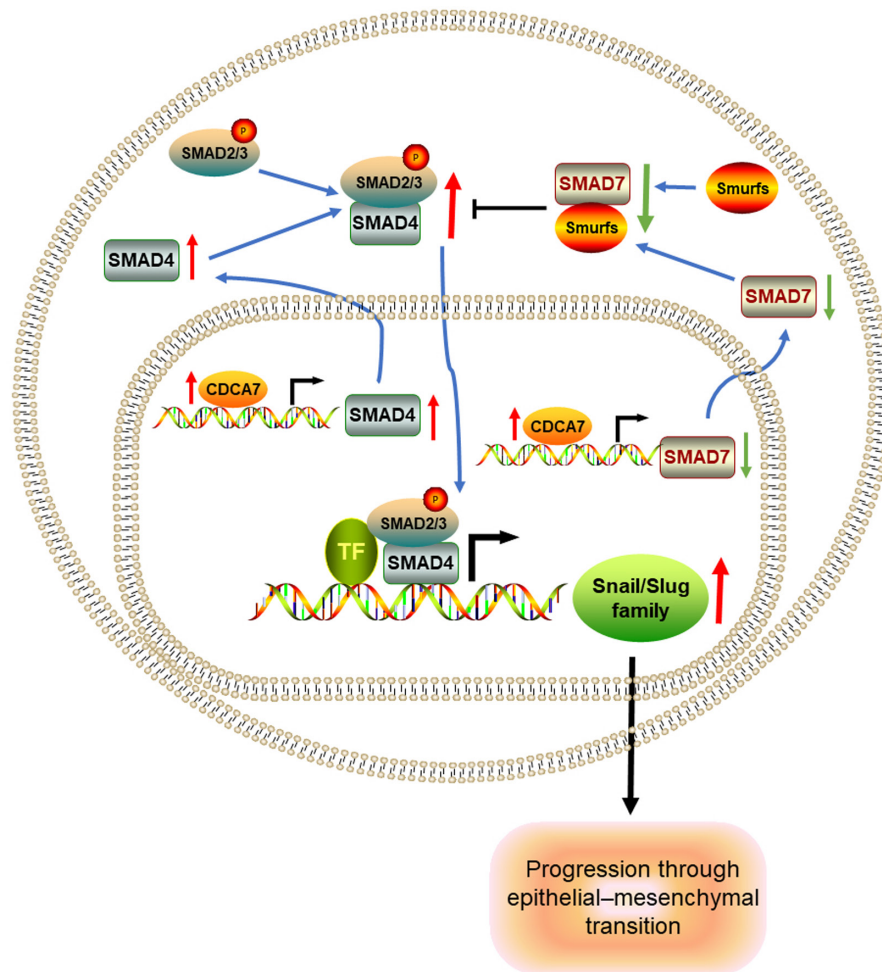 P
SMAD2/3
P
SMAD2/3
SMAD4
SMAD7
Smurfs
Smurfs
SMAD4
SMAD7
CDCA7
SMAD4
CDCA7
SMAD7
P
SMAD2/3
TF
SMAD4
Snail/Slug
family
Progression through
epithelial–mesenchymal
transition